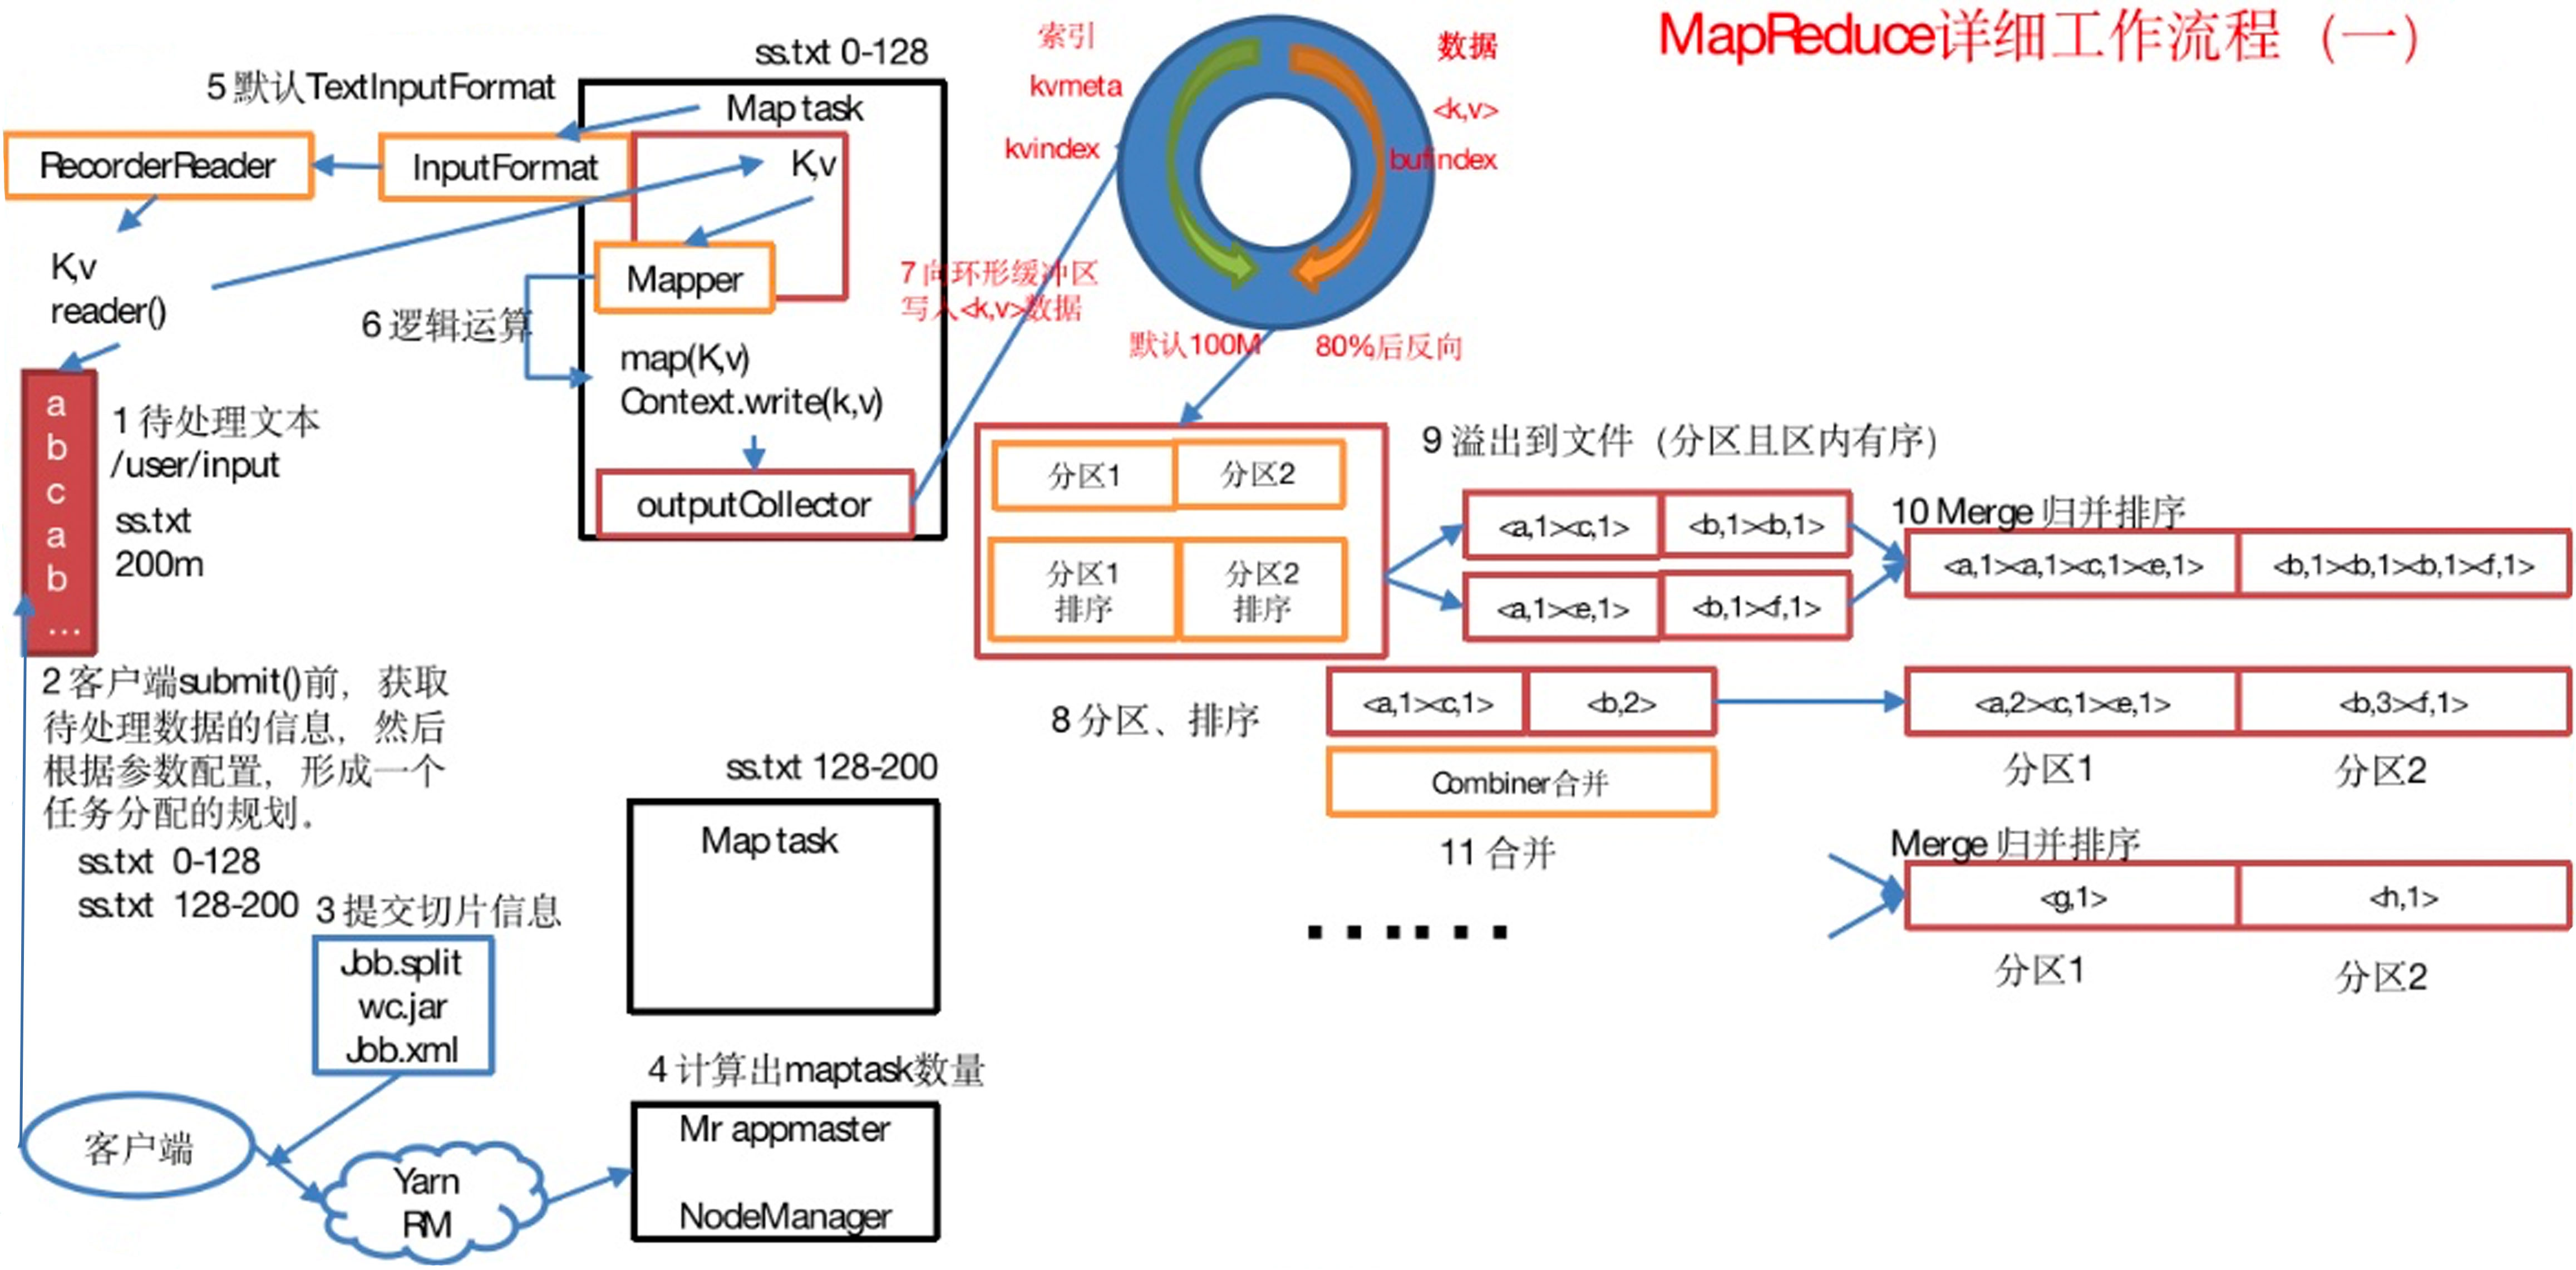 MapReduce详细工作流程（一）
ss.txt 0-128
5 默认TextInputFormat
Map task
RecorderReader
InputFormat
K,v
Mapper
K,v
reader()
6 逻辑运算
map(K,v)
Context.write(k,v)
outputCollector
索引
kvmeta
kvindex
数据
<k,v>
bufindex
7 向环形缓冲区
写入<k,v>数据
默认100M
80%后反向
a
b
c
a
b
...
1 待处理文本
/user/input
ss.txt
200m
2 客户端submit()前，获取
待处理数据的信息，然后
根据参数配置，形成一个
任务分配的规划。
ss.txt 0-128
ss.txt 128-200
3 提交切片信息
Job.split
wc.jar
Job.xml
客户端
Yarn
RM
ss.txt 128-200
Map task
4 计算出maptask数量
Mr appmaster
NodeManager
分区1
分区2
分区1
排序
分区2
排序
8 分区、排序
9 溢出到文件（分区且区内有序）
<a,1><c,1>
<b,1><b,1>
<a,1><e,1>
<b,1><f,1>
10 Merge 归并排序
<a,1><a,1><c,1><e,1>
<b,1><b,1><b,1><f,1>
<a,1><c,1>
<b,2>
Combiner合并
11 合并
<a,2><c,1><e,1>
<b,3><f,1>
分区1
分区2
......
Merge 归并排序
<g,1>
<h,1>
分区1
分区2